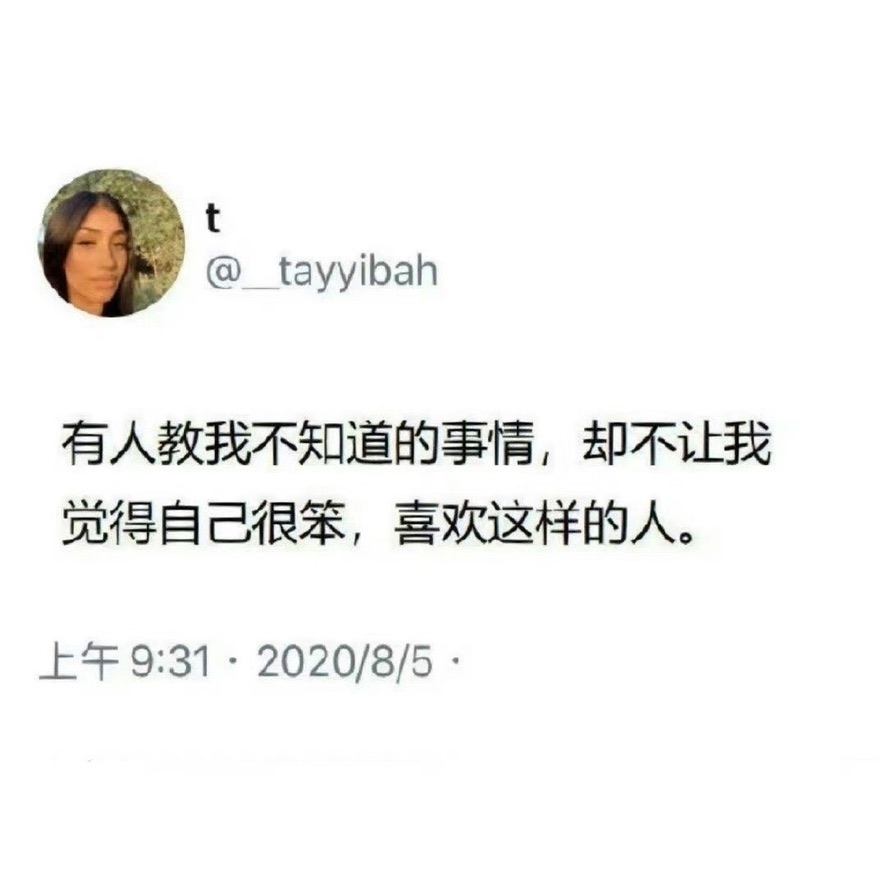 t
@__tayyibah
有人教我不知道的事情，却不让我
觉得自己很笨，喜欢这样的人。
上午 9:31 · 2020/8/5 ·